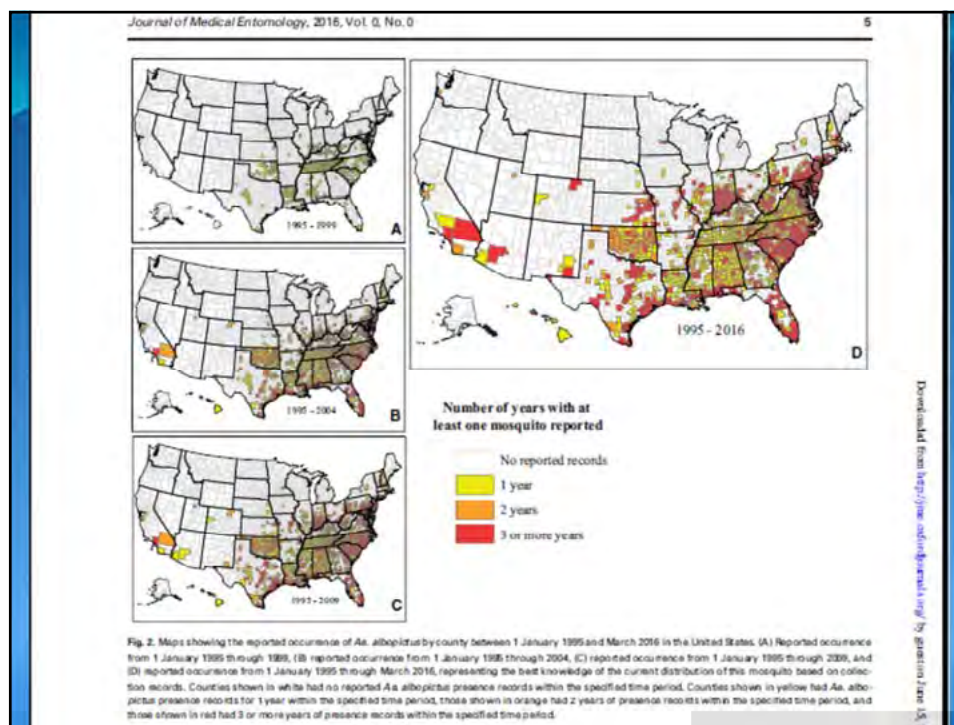 Journal of Medical Entomology, 2016, Vol. 0, No. 0
5
1995 - 1999
A
1995 - 2004
B
1995 - 2009
C
1995 - 2016
D
Number of years with at
least one mosquito reported
No reported records
1 year
2 years
3 or more years
Downloaded from http://jme.oxfordjournals.org/ by guest on June 15,
Fig. 2. Maps showing the reported occurrence of Ae. albopictus by county between 1 January 1995 and March 2016 in the United States. (A) Reported occurrence
from 1 January 1995 through 1999, (B) reported occurrence from 1 January 1995 through 2004, (C) reported occurrence from 1 January 1995 through 2009, and
(D) reported occurrence from 1 January 1995 through March 2016, representing the best knowledge of the current distribution of this mosquito based on collec-
tion records. Counties shown in white had no reported Ae. albopictus presence records within the specified time period. Counties shown in yellow had Ae. albo-
pictus presence records for 1 year within the specified time period, those shown in orange had 2 years of presence records within the specified time period, and
those shown in red had 3 or more years of presence records within the specified time period.